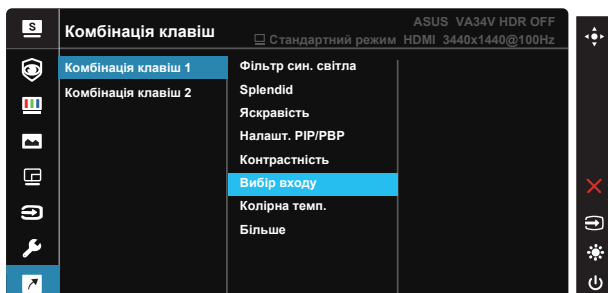 S
Комбінація клавіш
ASUS VA34V HDR OFF
Стандартний режим HDMI 3440x1440@100Hz
Комбінація клавіш 1
Комбінація клавіш 2
Фільтр син. світла
Splendid
Яскравість
Налашт. PIP/PBP
Контрастність
Вибір входу
Колірна темп.
Більше